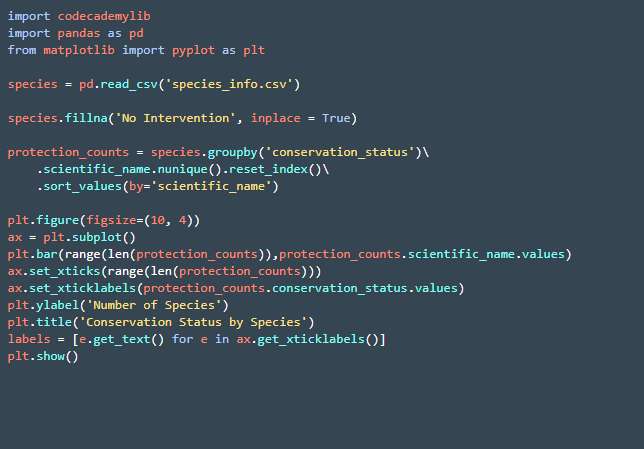 import codecademylib
import pandas as pd
from matplotlib import pyplot as plt
species = pd.read_csv('species_info.csv')
species.fillna('No Intervention', inplace = True)
protection_counts = species.groupby('conservation_status')\
    .scientific_name.nunique().reset_index()\
    .sort_values(by='scientific_name')
plt.figure(figsize=(10, 4))
ax = plt.subplot()
plt.bar(range(len(protection_counts)),protection_counts.scientific_name.values)
ax.set_xticks(range(len(protection_counts)))
ax.set_xticklabels(protection_counts.conservation_status.values)
plt.ylabel('Number of Species')
plt.title('Conservation Status by Species')
labels = [e.get_text() for e in ax.get_xticklabels()]
plt.show()